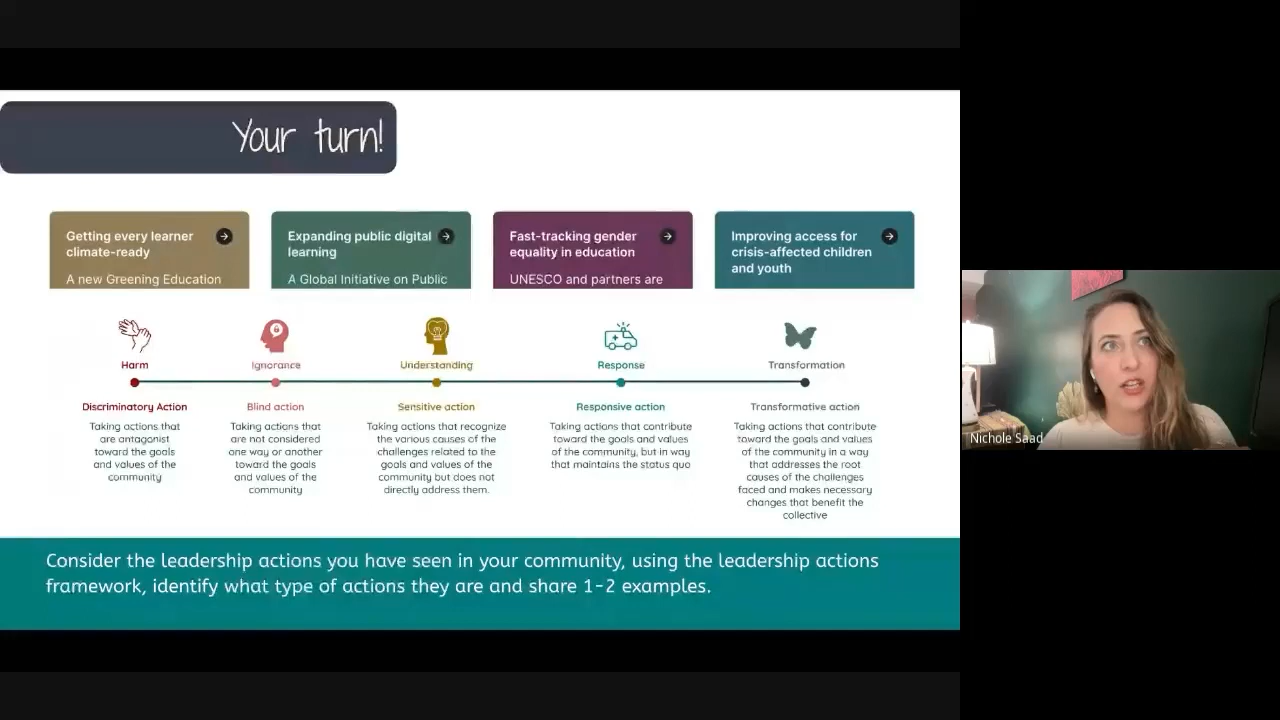 Your turn!
Getting every learner
climate-ready
A new Greening Education
Expanding public digital
learning
A Global Initiative on Public
Fast-tracking gender
equality in education
UNESCO and partners are
Improving access for
crisis-affected children
and youth
Harm
Ignorance
Understanding
Response
Transformation
Discriminatory Action
Taking actions that
are antagonist
toward the goals
and values of the
community
Blind action
Taking actions that
are not considered
one way or another
toward the goals
and values of the
community
Sensitive action
Taking actions that recognize
the various causes of the
challenges related to the
goals and values of the
community but does not
directly address them.
Responsive action
Taking actions that contribute
toward the goals and values
of the community, but in way
that maintains the status quo
Transformative action
Taking actions that contribute
toward the goals and values
of the community in a way
that addresses the root
causes of the challenges
faced and makes necessary
changes that benefit the
collective
Consider the leadership actions you have seen in your community, using the leadership actions
framework, identify what type of actions they are and share 1-2 examples.
Nichole Saad